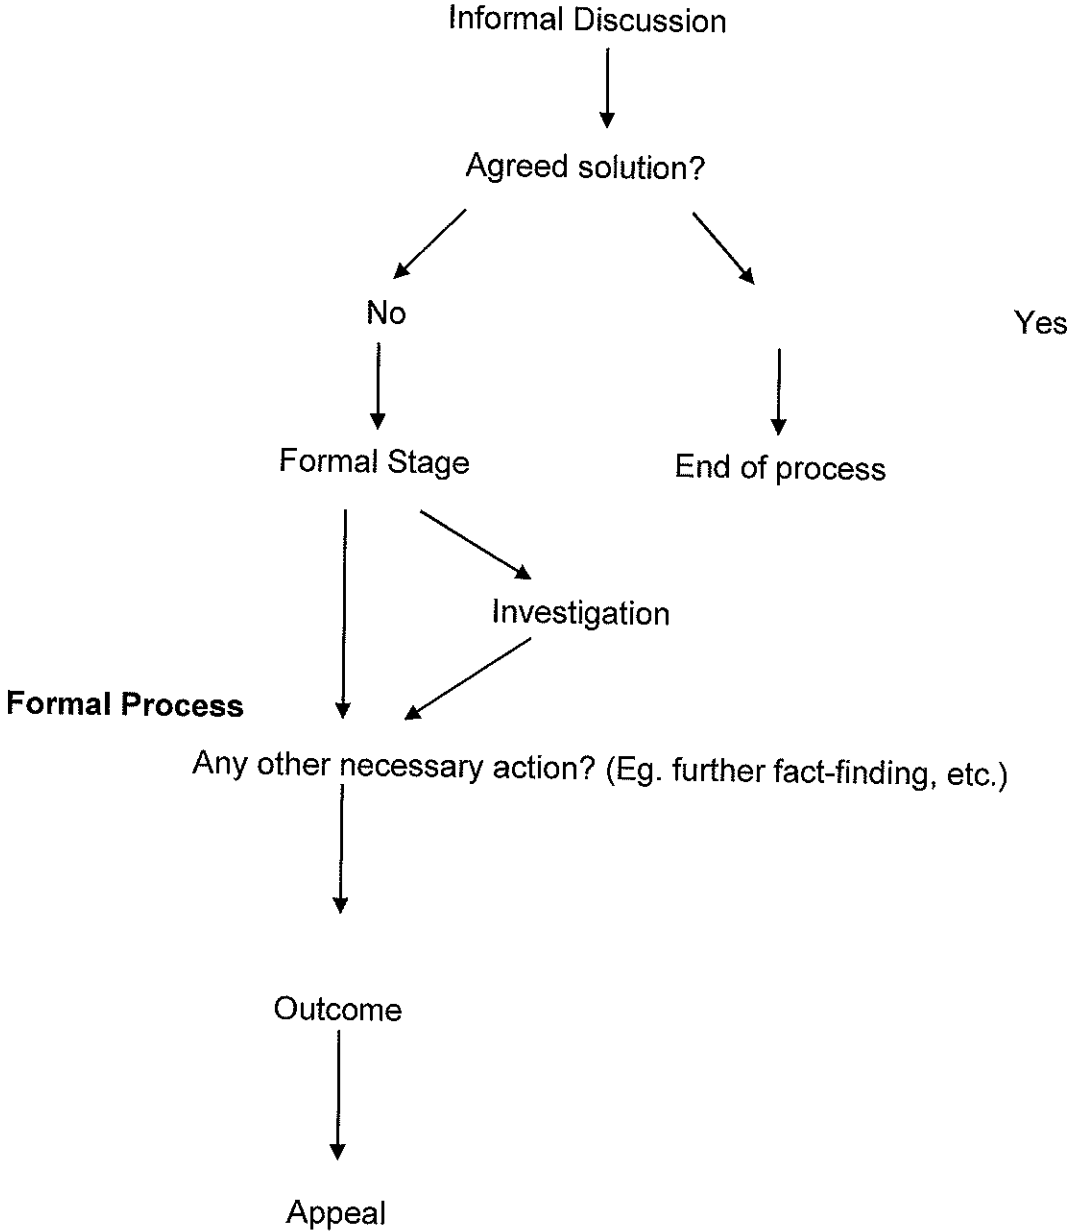 Informal Discussion
Agreed solution?
No
Yes
Formal Stage
End of process
Investigation
Formal Process
Any other necessary action? (Eg. further fact-finding, etc.)
Outcome
Appeal